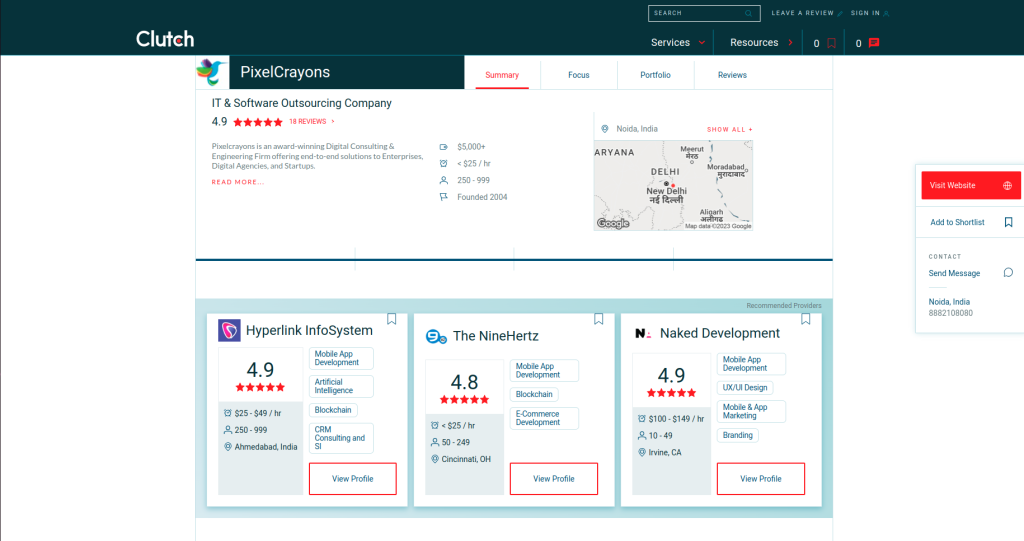 SEARCH
LEAVE A REVIEW
SIGN IN
Clutch
Services
Resources
0
0
PixelCrayons
Summary
Focus
Portfolio
Reviews
IT & Software Outsourcing Company
4.9
18 REVIEWS
Pixelcrayons is an award-winning Digital Consulting &
Engineering Firm offering end-to-end solutions to Enterprises,
Digital Agencies, and Startups.
READ MORE...
$5,000+
< $25 / hr
250 - 999
Founded 2004
Noida, India
SHOW ALL +
ARYANA
Meerut
मेरठ
DELHI
Moradabad
मुरादाबाद
New Delhi
नई दिल्ली
Aligarh
अलीगढ़
Google
Map data ©2023 Google
Visit Website
Add to Shortlist
CONTACT
Send Message
Noida, India
8882108080
Recommended Providers
Hyperlink InfoSystem
4.9
Mobile App
Development
Artificial
Intelligence
Blockchain
CRM
Consulting and
SI
$25 - $49 / hr
250 - 999
Ahmedabad, India
View Profile
The NineHertz
4.8
Mobile App
Development
Blockchain
E-Commerce
Development
< $25 / hr
50 - 249
Cincinnati, OH
View Profile
N
Naked Development
4.9
Mobile App
Development
UX/UI Design
Mobile & App
Marketing
Branding
$100 - $149 / hr
10 - 49
Irvine, CA
View Profile